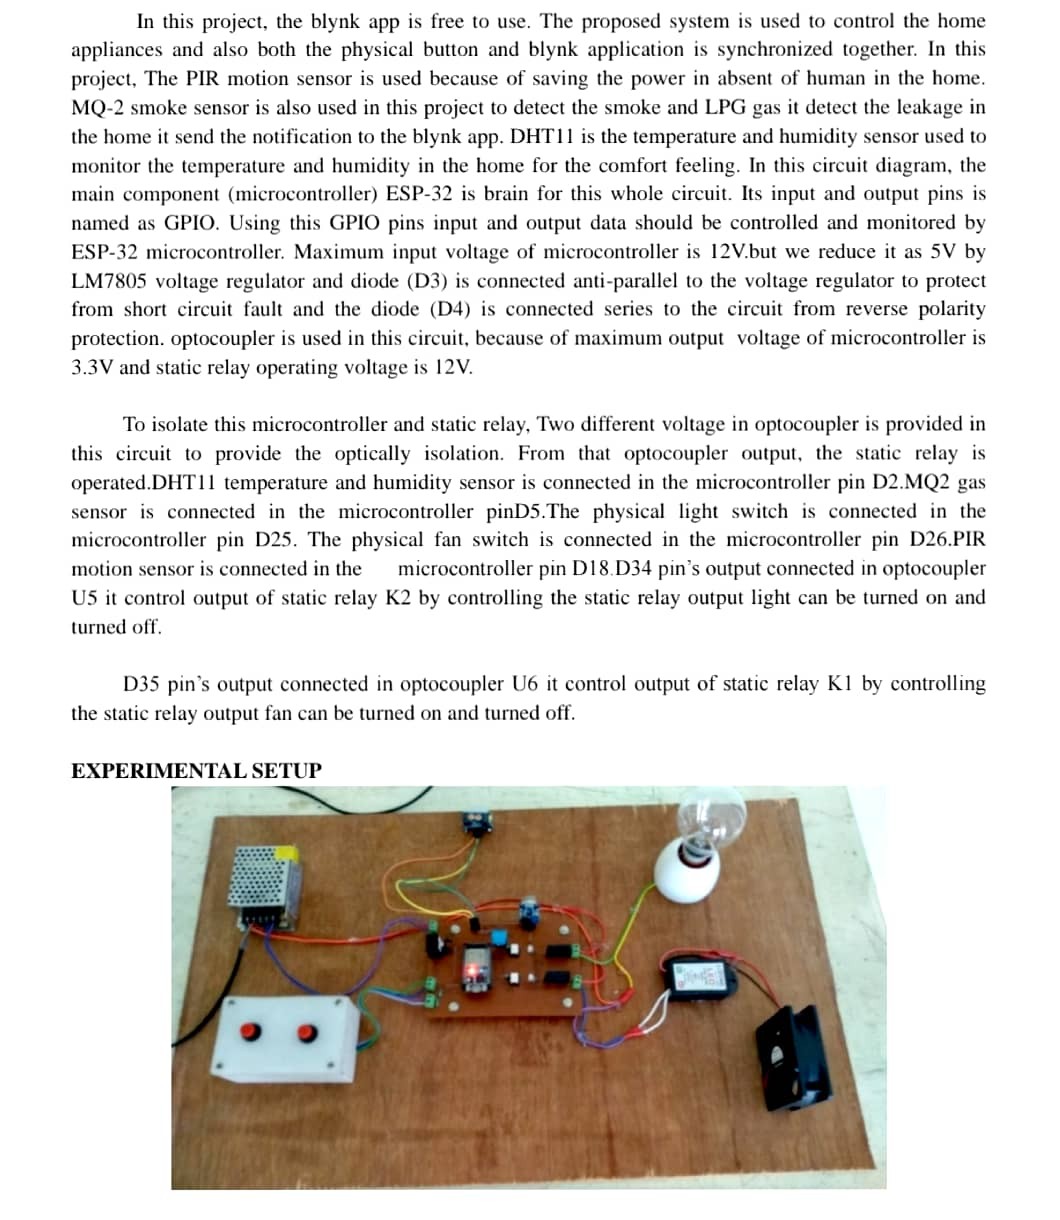 In this project, the blynk app is free to use. The proposed system is used to control the home
appliances and also both the physical button and blynk application is synchronized together. In this
project, The PIR motion sensor is used because of saving the power in absent of human in the home.
MQ-2 smoke sensor is also used in this project to detect the smoke and LPG gas it detect the leakage in
the home it send the notification to the blynk app. DHT11 is the temperature and humidity sensor used to
monitor the temperature and humidity in the home for the comfort feeling. In this circuit diagram, the
main component (microcontroller) ESP-32 is brain for this whole circuit. Its input and output pins is
named as GPIO. Using this GPIO pins input and output data should be controlled and monitored by
ESP-32 microcontroller. Maximum input voltage of microcontroller is 12V.but we reduce it as 5V by
LM7805 voltage regulator and diode (D3) is connected anti-parallel to the voltage regulator to protect
from short circuit fault and the diode (D4) is connected series to the circuit from reverse polarity
protection. optocoupler is used in this circuit, because of maximum output voltage of microcontroller is
3.3V and static relay operating voltage is 12V.
To isolate this microcontroller and static relay, Two different voltage in optocoupler is provided in
this circuit to provide the optically isolation. From that optocoupler output, the static relay is
operated.DHT11 temperature and humidity sensor is connected in the microcontroller pin D2.MQ2 gas
sensor is connected in the microcontroller pinD5.The physical light switch is connected in the
microcontroller pin D25. The physical fan switch is connected in the microcontroller pin D26.PIR
motion sensor is connected in the microcontroller pin D18.D34 pin's output connected in optocoupler
U5 it control output of static relay K2 by controlling the static relay output light can be turned on and
turned off.
D35 pin's output connected in optocoupler U6 it control output of static relay K1 by controlling
the static relay output fan can be turned on and turned off.
EXPERIMENTAL SETUP